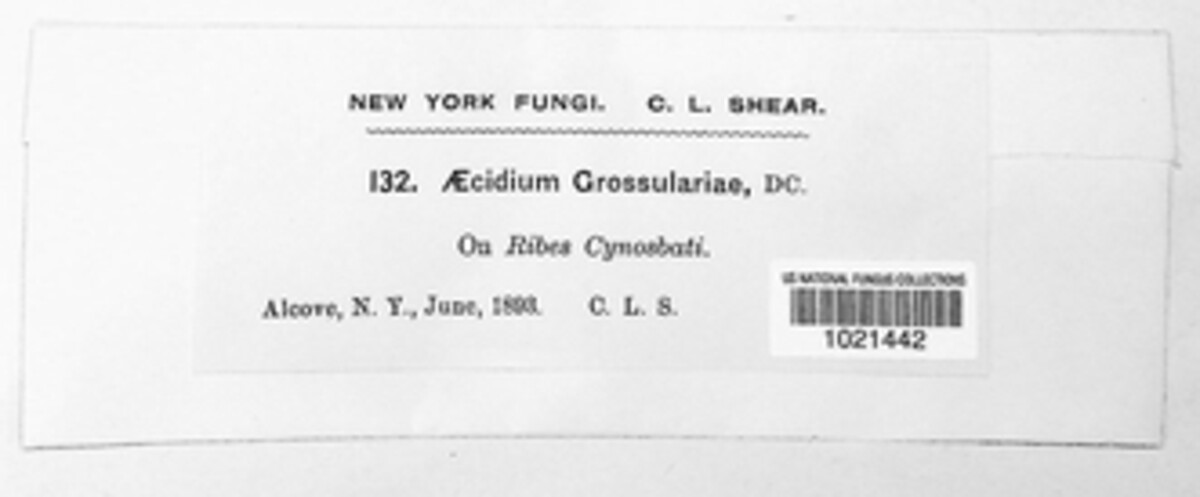 NEW YORK FUNGI. C. L. SHEAR.
132. Æcidium Grossulariae, DC.
On Ribes Cynosbati.
Alcove, N. Y., June, 1893. C. L. S.
US NATIONAL FUNGUS COLLECTIONS
1021442